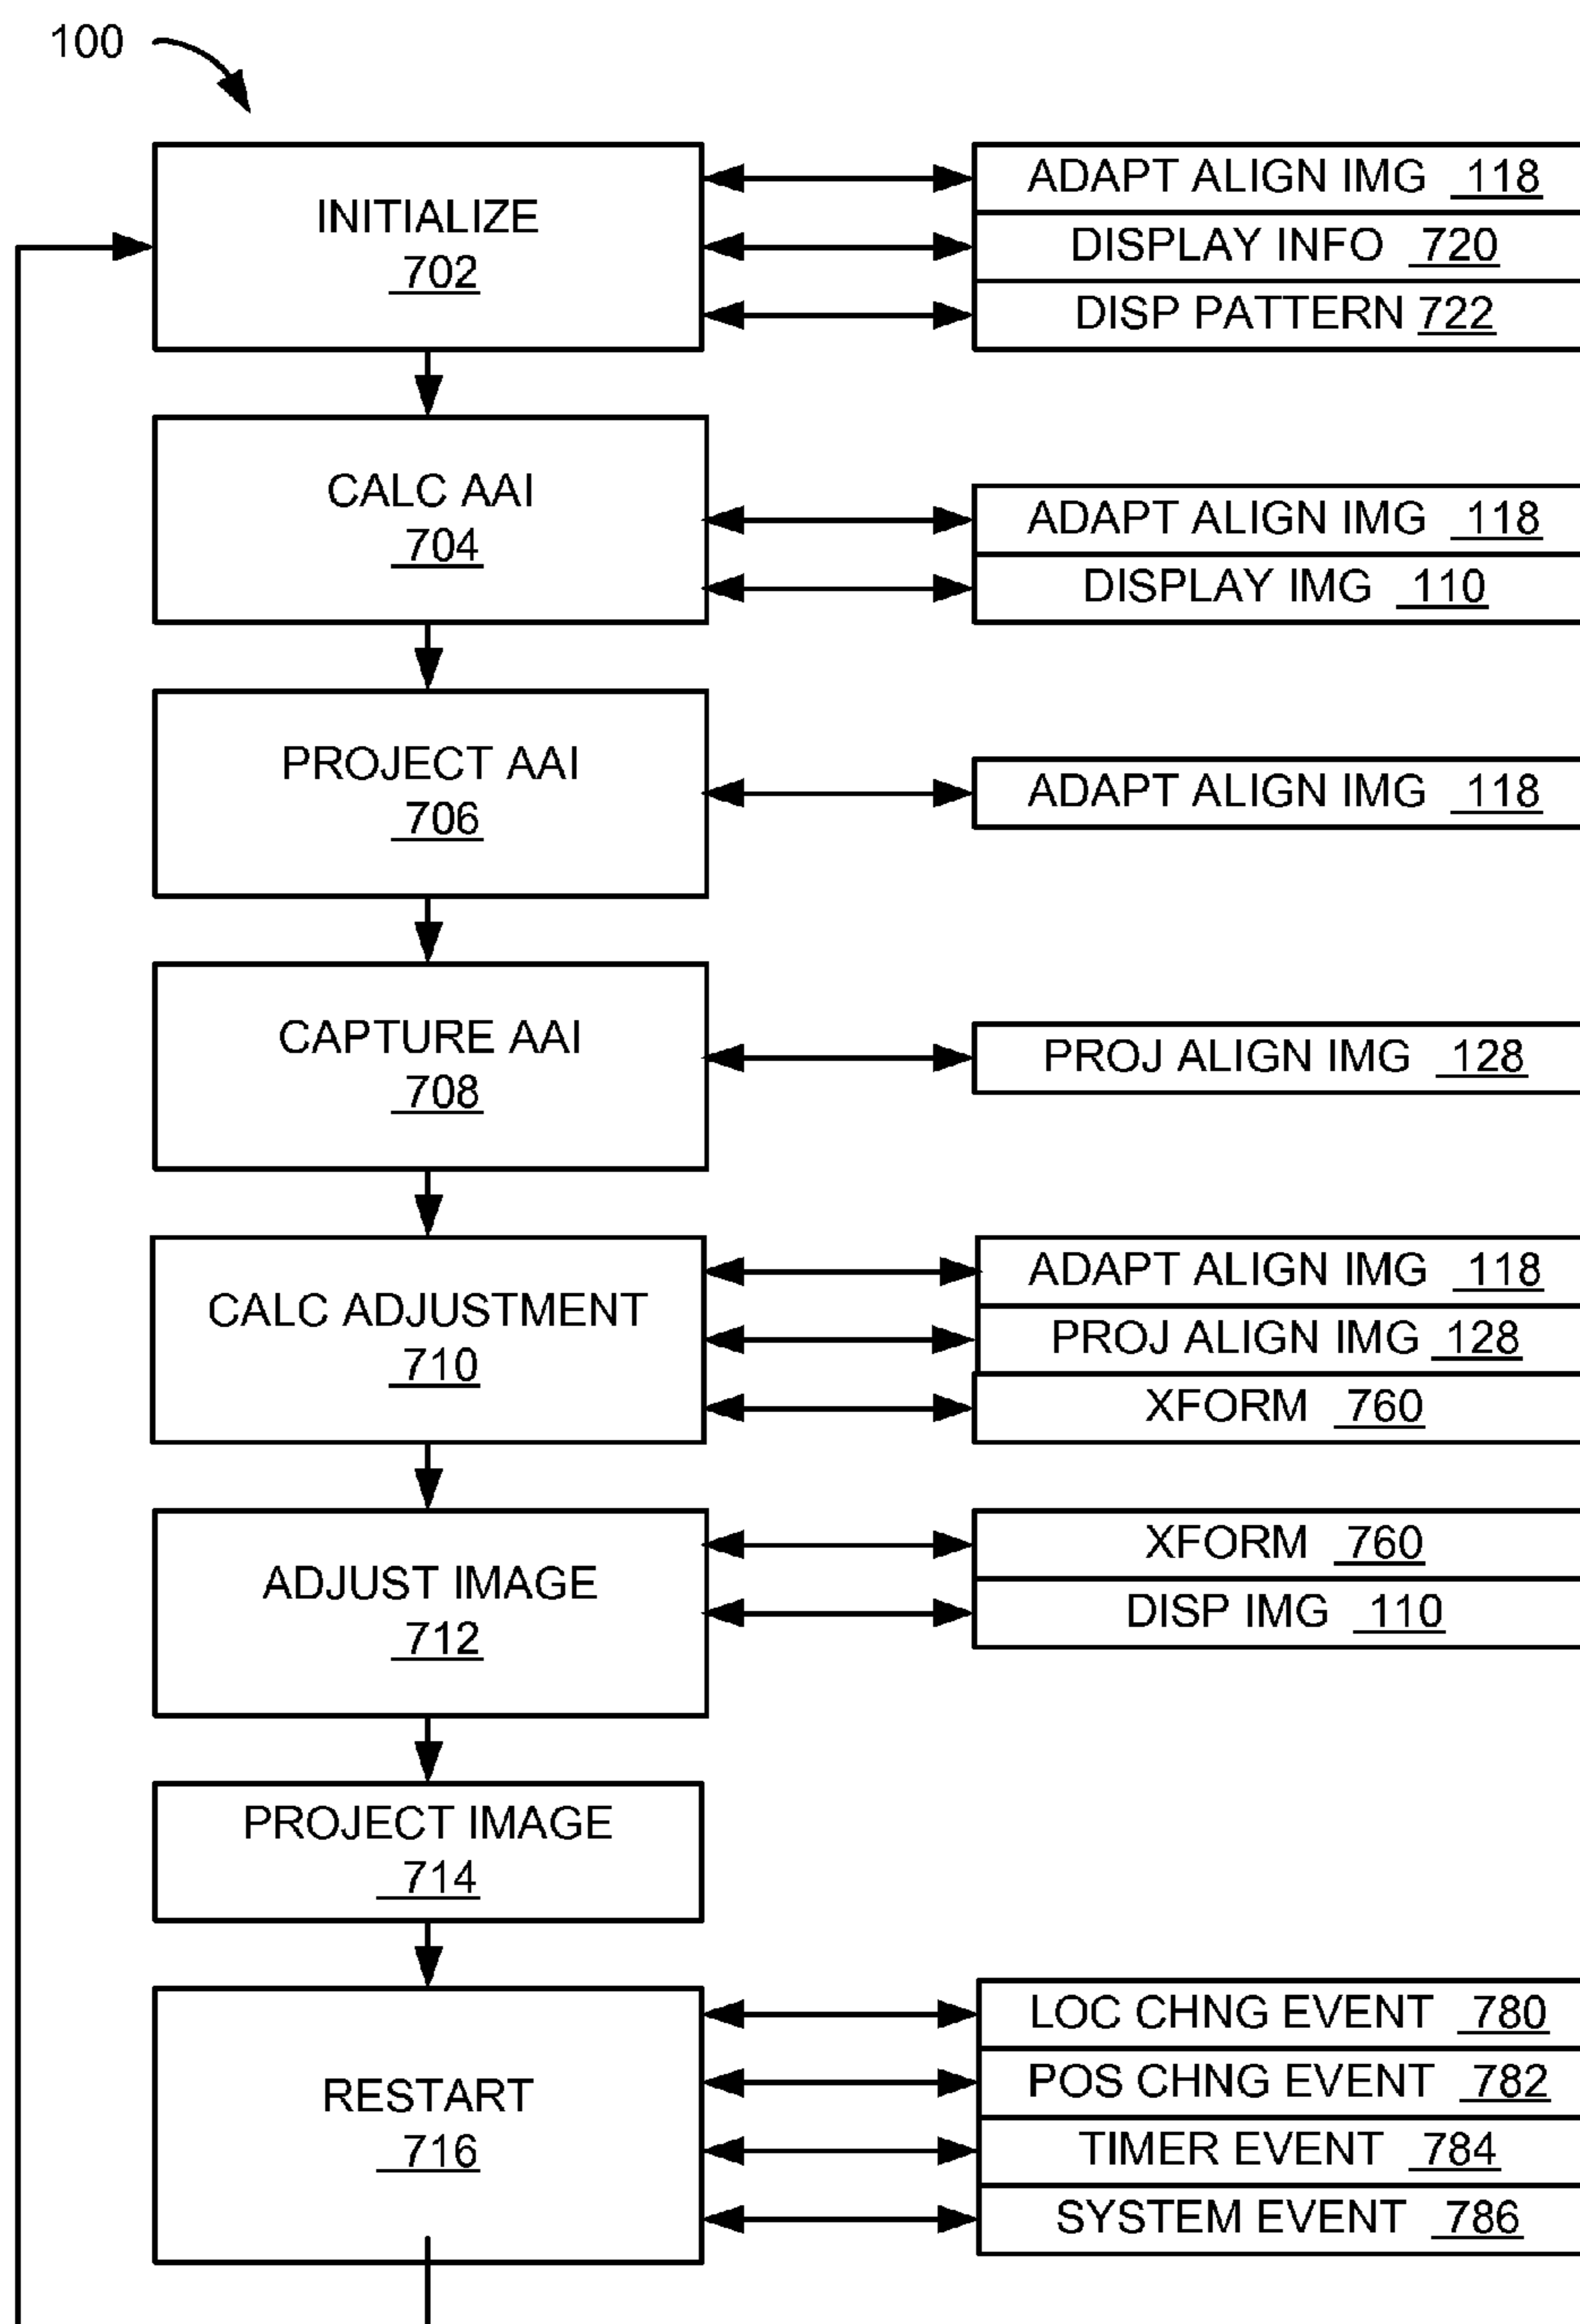 100
INITIALIZE
702
ADAPT ALIGN IMG 118
DISPLAY INFO 720
DISP PATTERN 722
CALC AAI
704
ADAPT ALIGN IMG 118
DISPLAY IMG 110
PROJECT AAI
706
ADAPT ALIGN IMG 118
CAPTURE AAI
708
PROJ ALIGN IMG 128
CALC ADJUSTMENT
710
ADAPT ALIGN IMG 118
PROJ ALIGN IMG 128
XFORM 760
ADJUST IMAGE
712
XFORM 760
DISP IMG 110
PROJECT IMAGE
714
RESTART
716
LOC CHNG EVENT 780
POS CHNG EVENT 782
TIMER EVENT 784
SYSTEM EVENT 786